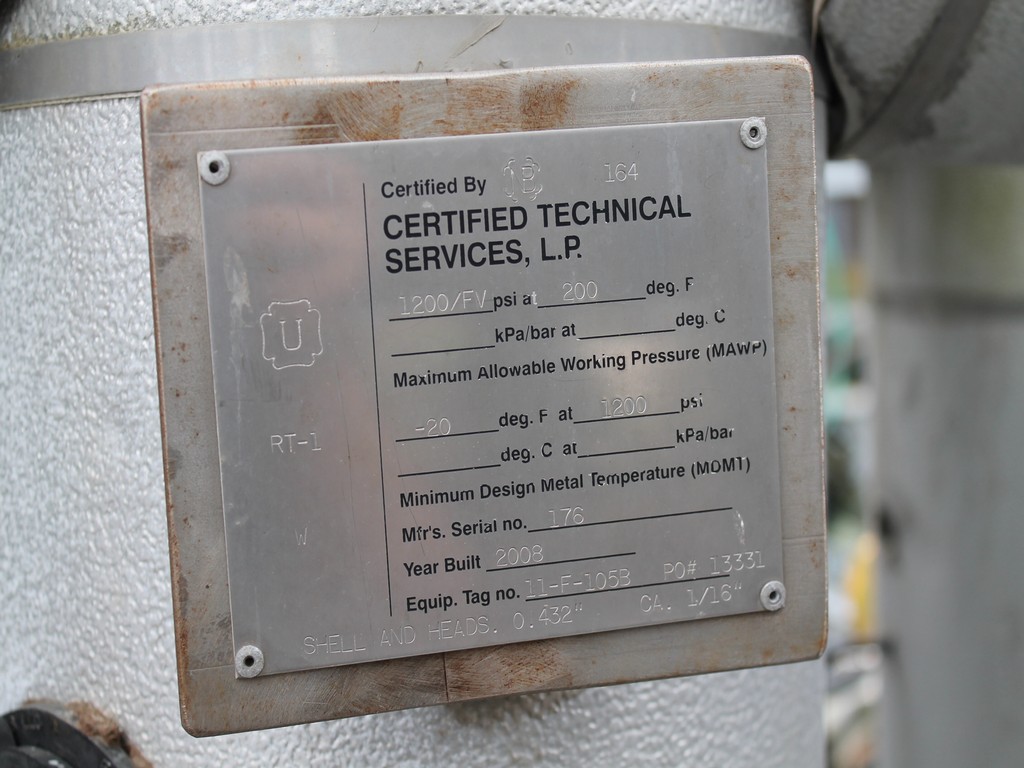 Certified By NB 164
CERTIFIED TECHNICAL
SERVICES, L.P.
1200/FV psi at 200 deg. F
kPa/bar at deg. C
Maximum Allowable Working Pressure (MAWP)
U
-20 deg. F at 1200 psi
RT-1
deg. C at kPa/bar
Minimum Design Metal Temperature (MDMT)
Mfr's. Serial no. 176
W
Year Built 2008
Equip. Tag no. 11-F-105B PO# 13331
SHELL AND HEADS. 0.432" CA. 1/16"